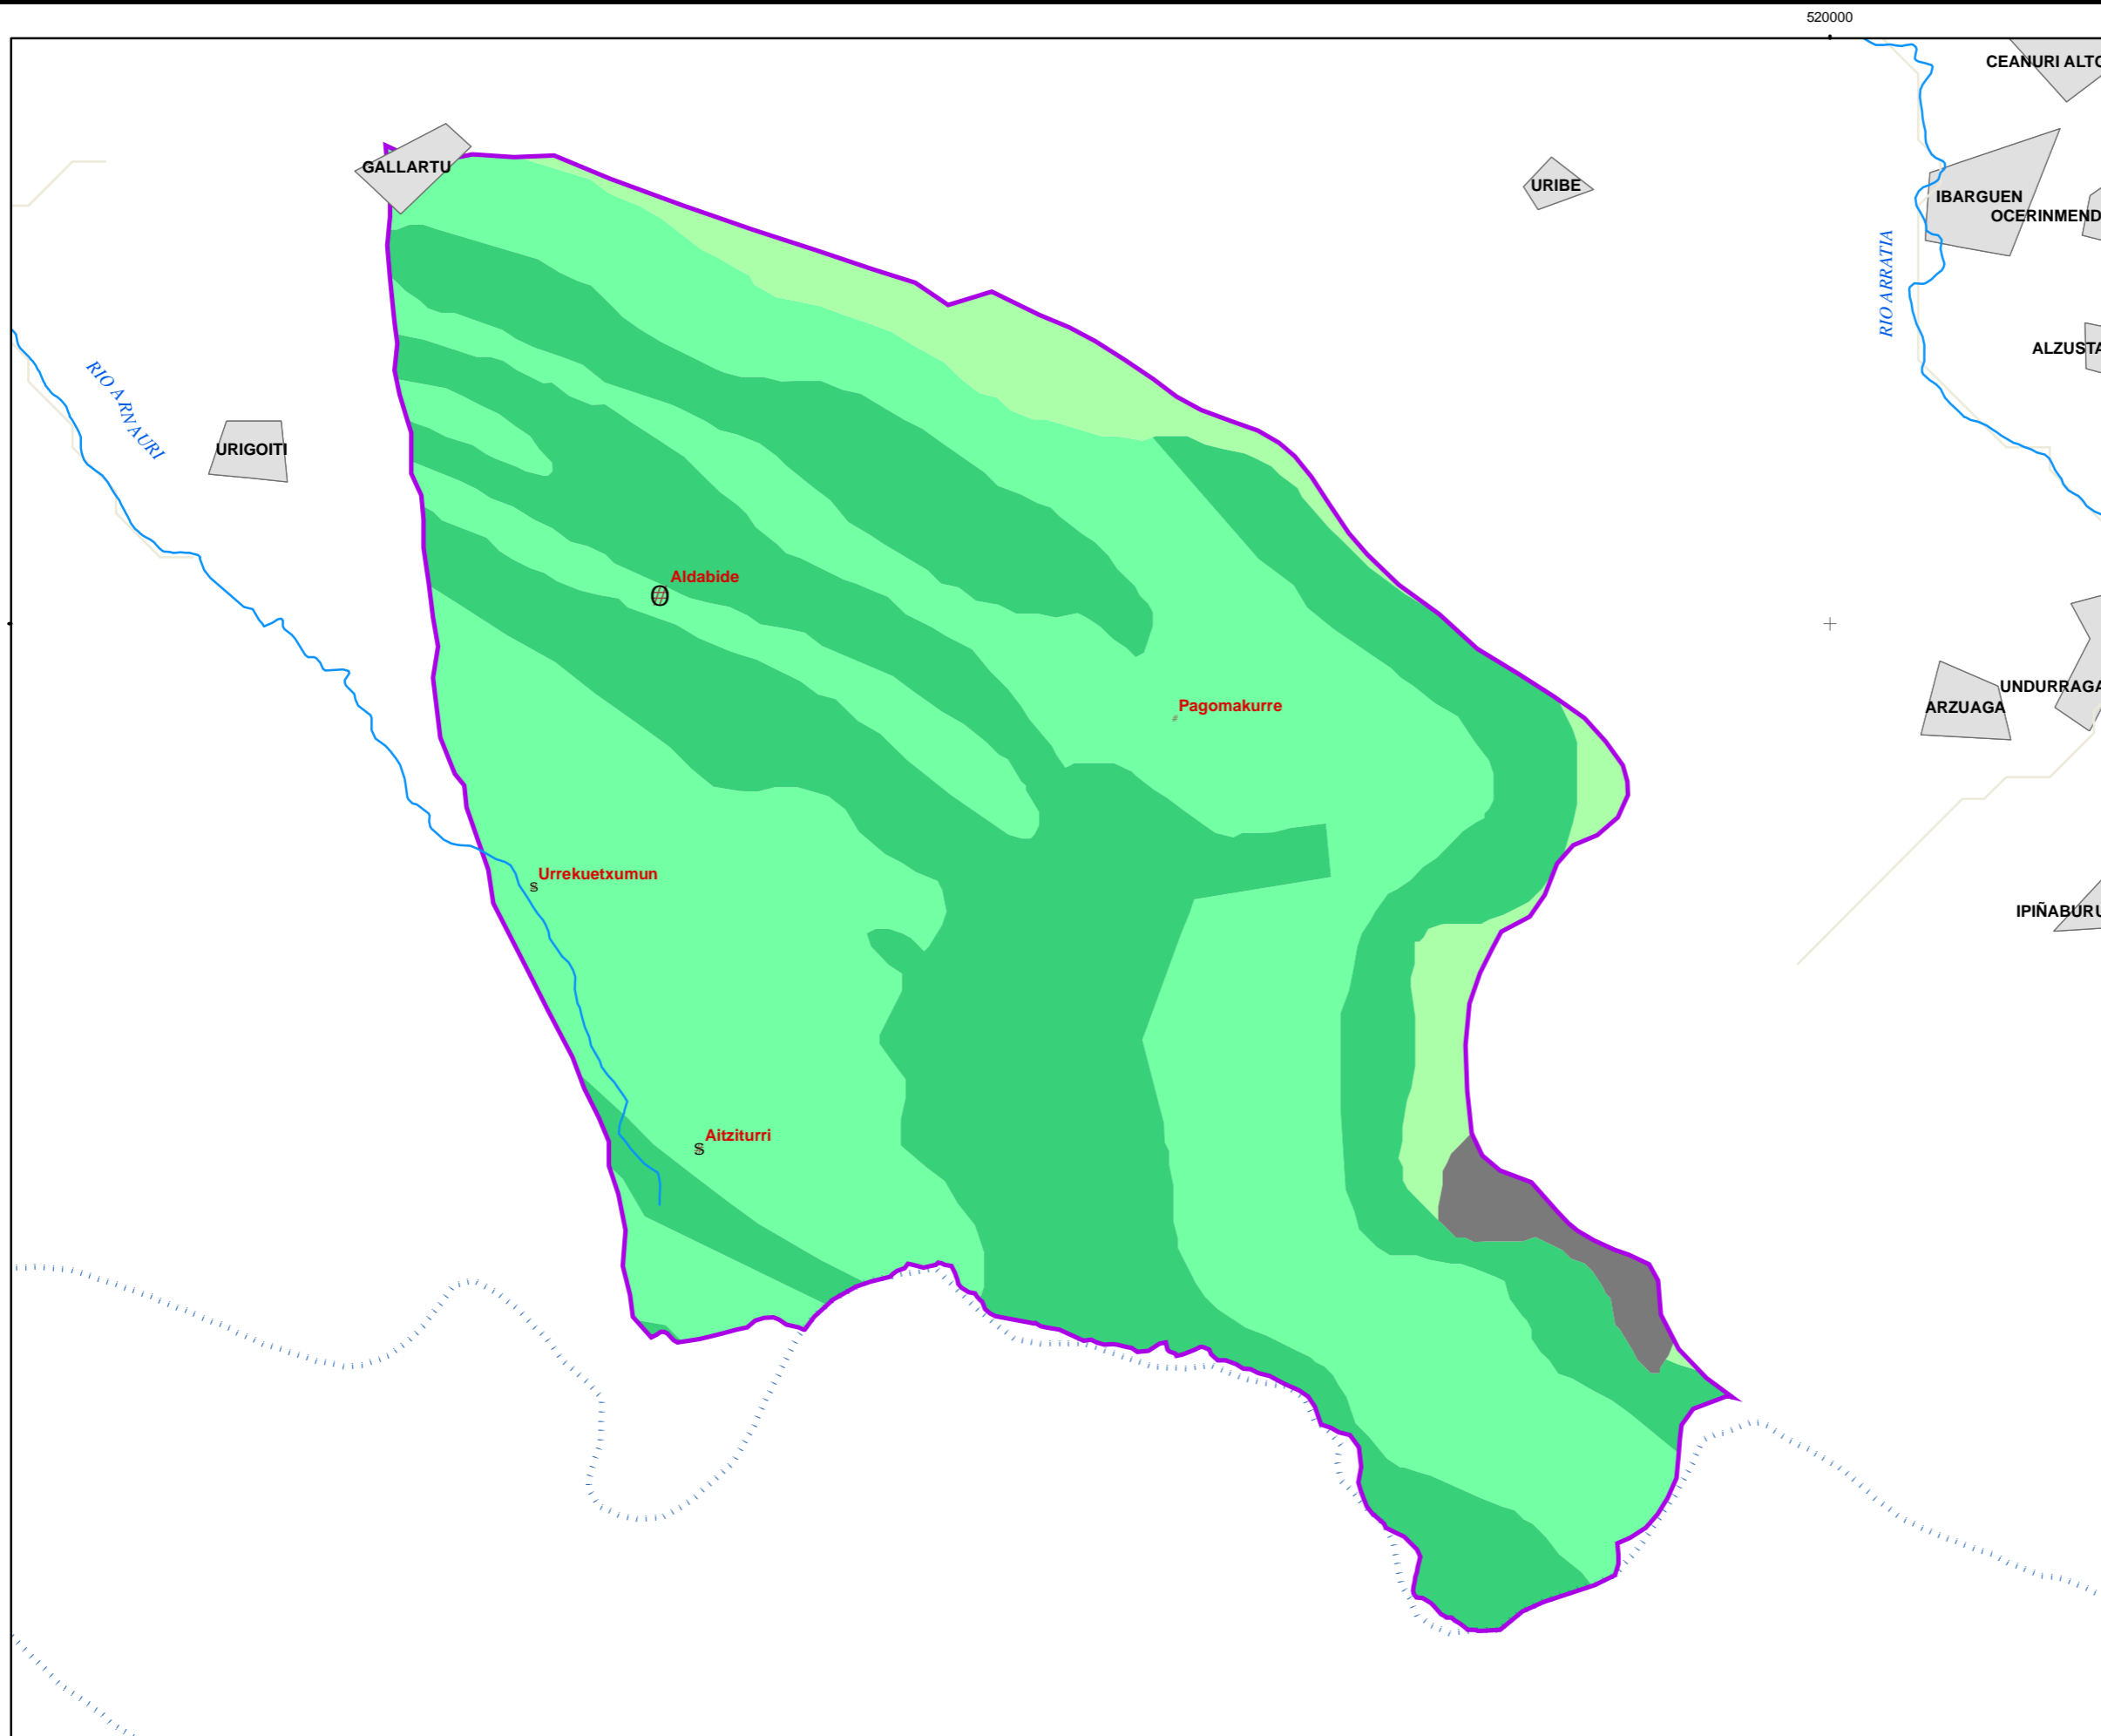 520000
CEANURI ALTO
GALLARTU
URIBE
IBARGUEN
OCERINMEND
RIO ARRATIA
ALZUSTA
RIO ARNAURI
URIGOITI
Aldabide
UNDURRAGA
Pagomakurre
ARZUAGA
Urrekuetxumun
IPIÑABURU
Aitziturri